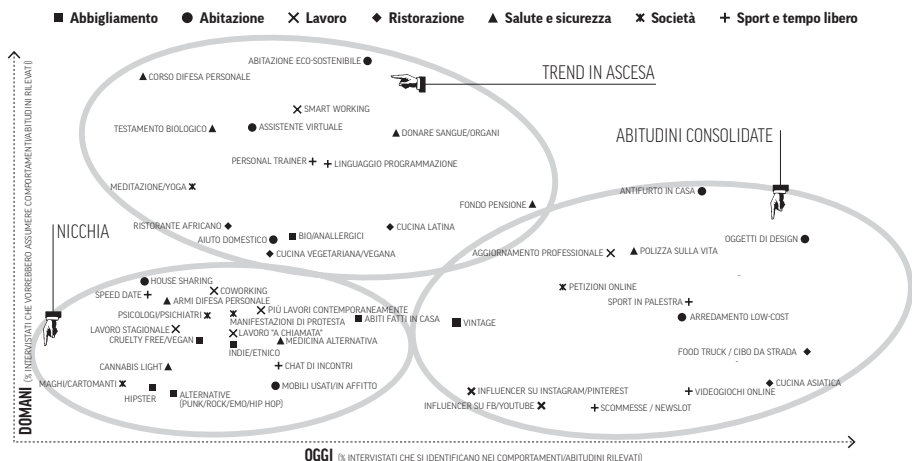 Abbigliamento Abitazione Lavoro Ristorazione Salute e sicurezza Società Sport e tempo libero
ABITAZIONE ECO-SOSTENIBILE
CORSO DIFESA PERSONALE
TREND IN ASCESA
SMART WORKING
TESTAMENTO BIOLOGICO
ASSISTENTE VIRTUALE
DONARE SANGUE/ORGANI
ABITUDINI CONSOLIDATE
PERSONAL TRAINER
LINGUAGGIO PROGRAMMAZIONE
MEDITAZIONE/YOGA
ANTIFURTO IN CASA
FONDO PENSIONE
NICCHIA
RISTORANTE AFRICANO
CUCINA LATINA
AIUTO DOMESTICO
BIO/ANALLERGICI
OGGETTI DI DESIGN
CUCINA VEGETARIANA/VEGANA
AGGIORNAMENTO PROFESSIONALE
POLIZZA SULLA VITA
HOUSE SHARING
PETIZIONI ONLINE
SPEED DATE
COWORKING
ARMI DIFESA PERSONALE
SPORT IN PALESTRA
PSICOLOGI/PSICHIATRI
PIÙ LAVORI CONTEMPORANEAMENTE
MANIFESTAZIONI DI PROTESTA
ABITI FATTI IN CASA
VINTAGE
ARREDAMENTO LOW-COST
LAVORO STAGIONALE
LAVORO "A CHIAMATA"
CRUELTY FREE/VEGAN
MEDICINA ALTERNATIVA
INDIE/ETNICO
FOOD TRUCK / CIBO DA STRADA
CANNABIS LIGHT
CHAT DI INCONTRI
MAGHI/CARTOMANTI
MOBILI USATI/IN AFFITTO
CUCINA ASIATICA
HIPSTER
ALTERNATIVE
(PUNK/ROCK/EMO/HIP HOP)
INFLUENCER SU INSTAGRAM/PINTEREST
VIDEOGIOCHI ONLINE
INFLUENCER SU FB/YOUTUBE
SCOMMESSE / NEWSLOT
DOMANI (% INTERVISTATI CHE VORREBBERO ASSUMERE COMPORTAMENTI/ABITUDINI RILEVATI)
OGGI (% INTERVISTATI CHE SI IDENTIFICANO NEI COMPORTAMENTI/ABITUDINI RILEVATI)